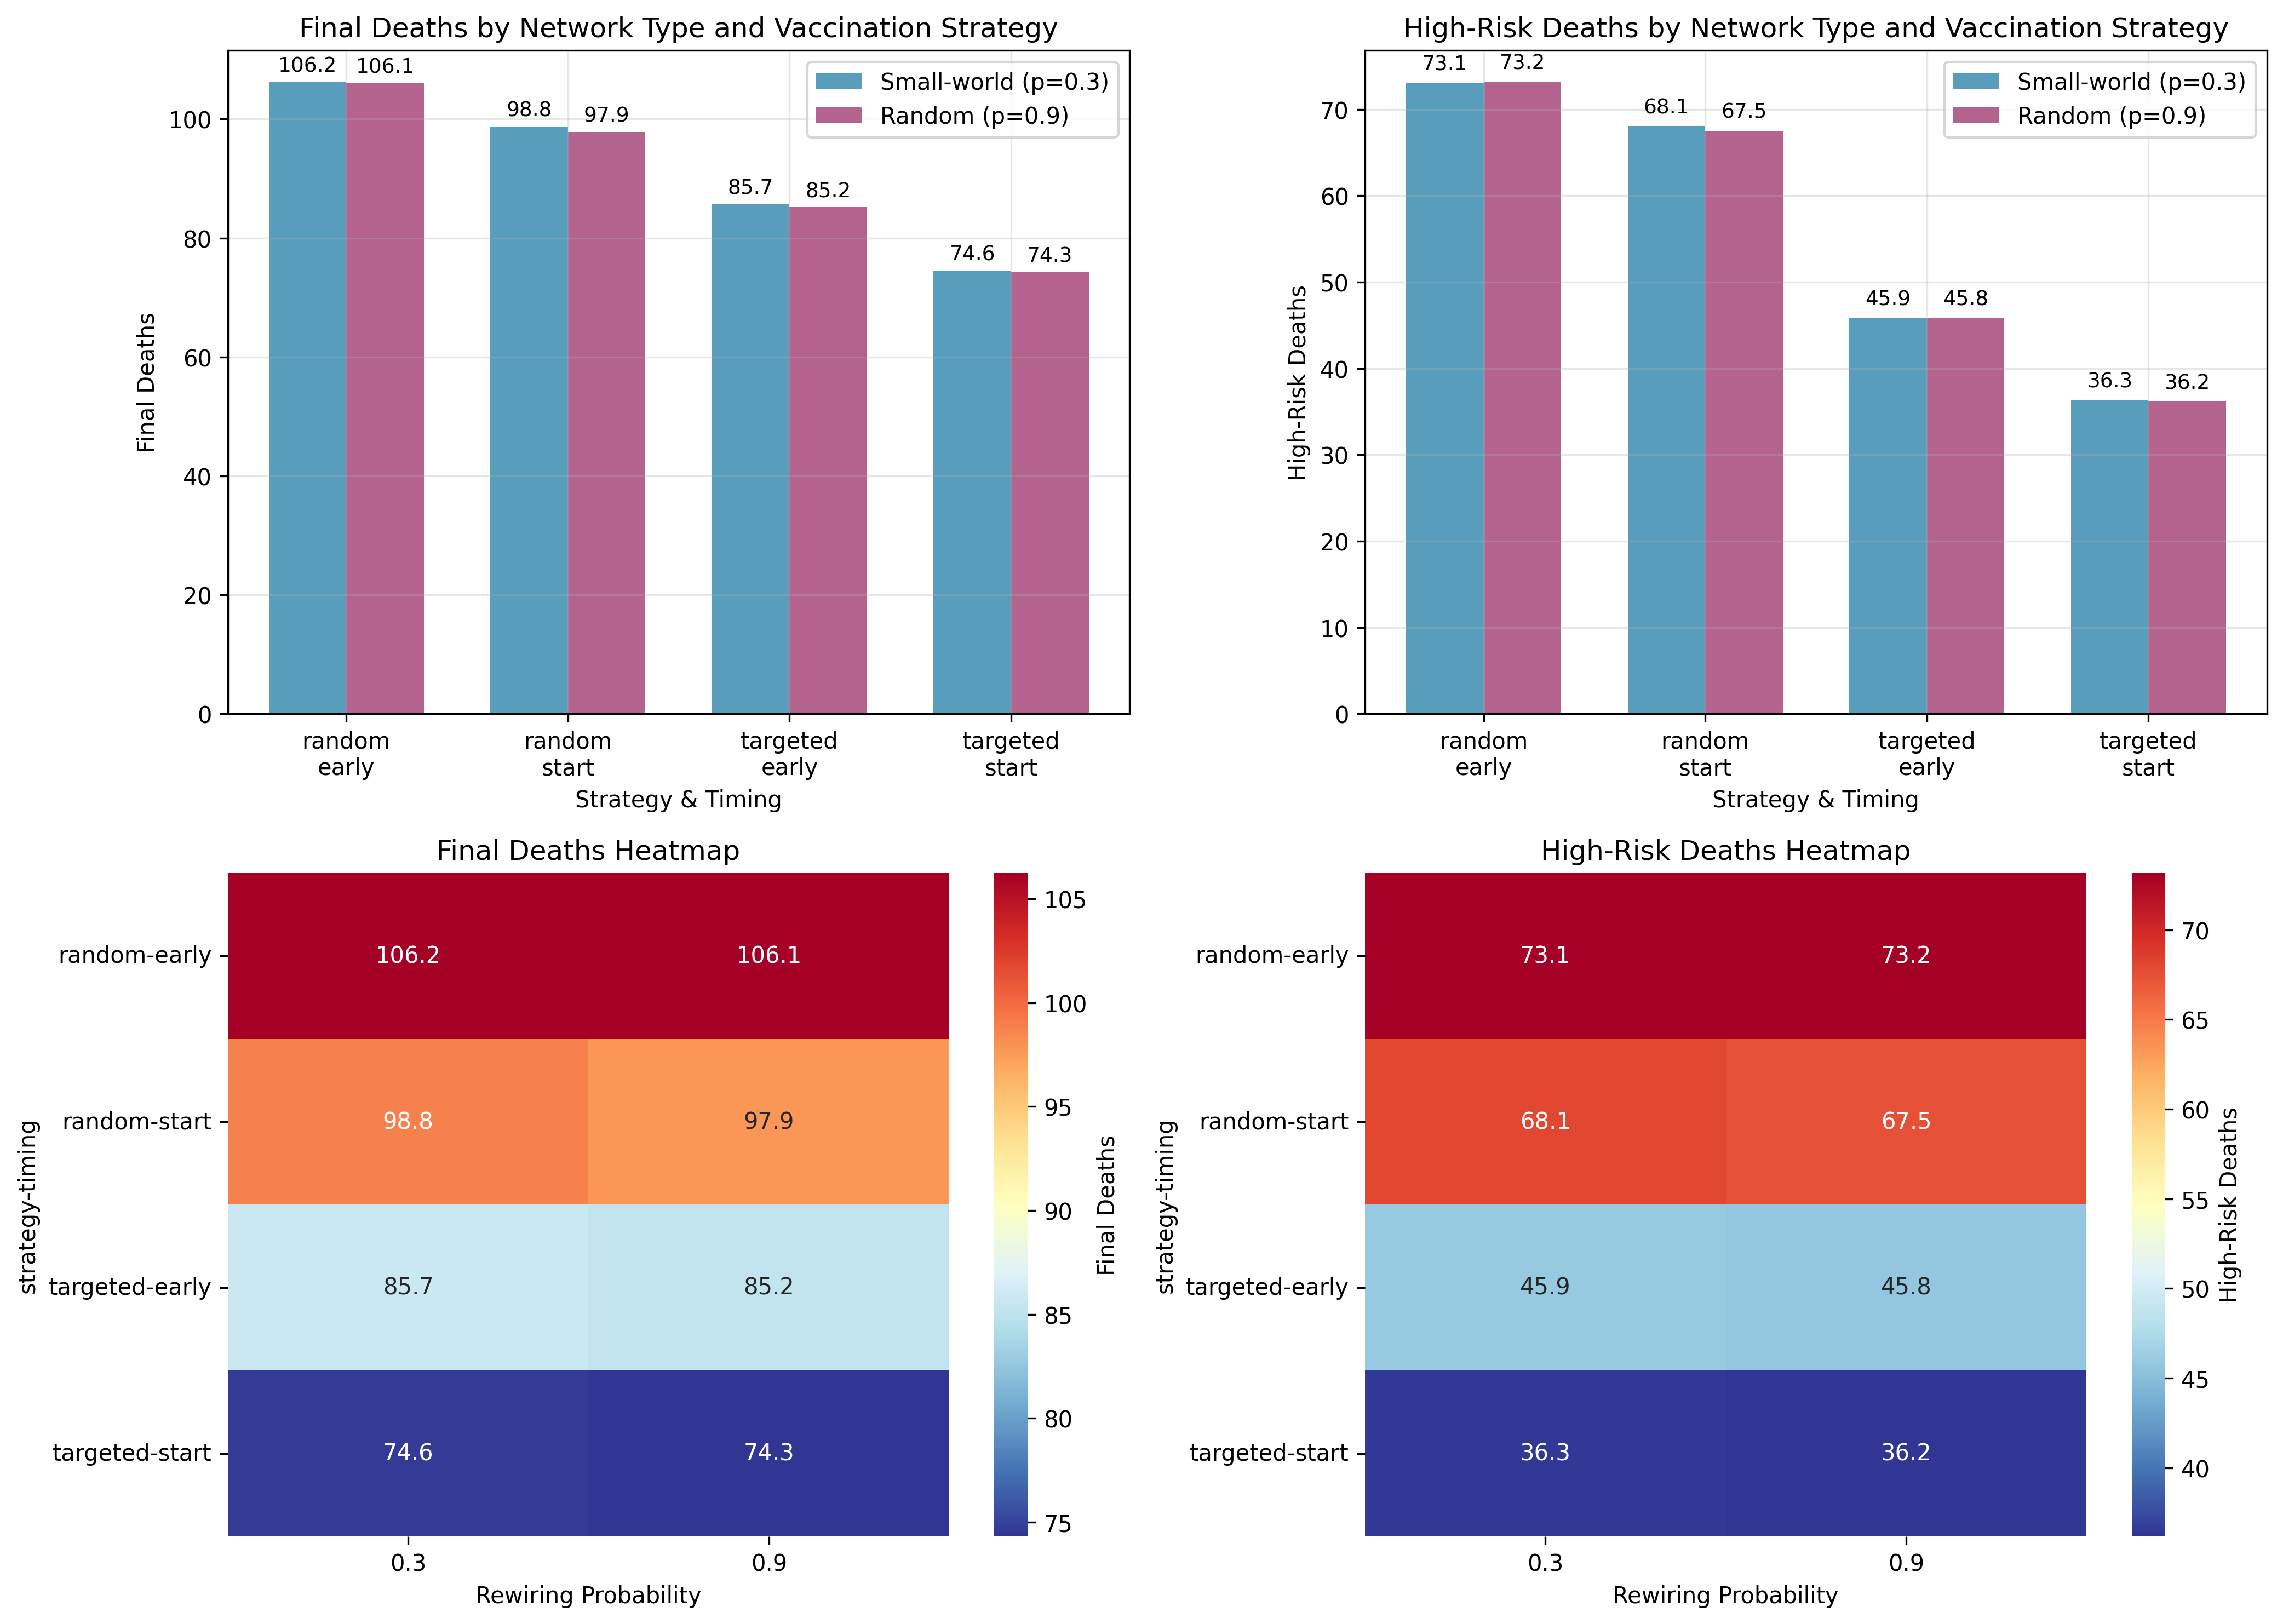 Final Deaths by Network Type and Vaccination Strategy
Final Deaths
100
80
60
40
20
0
106.2
106.1
98.8
97.9
85.7
85.2
74.6
74.3
Small-world (p=0.3)
Random (p=0.9)
random
early
random
start
targeted
early
targeted
start
Strategy & Timing
High-Risk Deaths by Network Type and Vaccination Strategy
High-Risk Deaths
70
60
50
40
30
20
10
0
73.1
73.2
68.1
67.5
45.9
45.8
36.3
36.2
Small-world (p=0.3)
Random (p=0.9)
random
early
random
start
targeted
early
targeted
start
Strategy & Timing
Final Deaths Heatmap
strategy-timing
random-early
106.2
106.1
random-start
98.8
97.9
targeted-early
85.7
85.2
targeted-start
74.6
74.3
0.3
0.9
Rewiring Probability
105
100
95
90
85
80
75
Final Deaths
High-Risk Deaths Heatmap
strategy-timing
random-early
73.1
73.2
random-start
68.1
67.5
targeted-early
45.9
45.8
targeted-start
36.3
36.2
0.3
0.9
Rewiring Probability
70
65
60
55
50
45
40
High-Risk Deaths